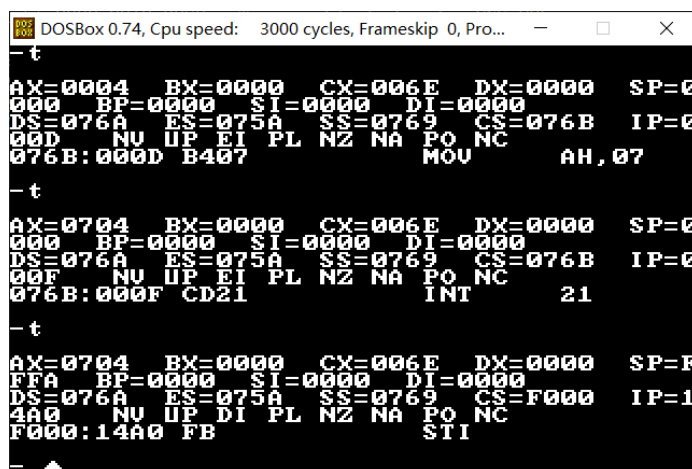 DOSBox 0.74, Cpu speed: 3000 cycles, Frameskip 0, Pro...
-t
AX=0004 BX=0000 CX=006E DX=0000 SP=0
000 BP=0000 SI=0000 DI=0000
DS=076A ES=075A SS=0769 CS=076B IP=0
00D NV UP EI PL NZ NA PO NC
076B:000D B407 MOV AH,07
-t
AX=0704 BX=0000 CX=006E DX=0000 SP=0
000 BP=0000 SI=0000 DI=0000
DS=076A ES=075A SS=0769 CS=076B IP=0
00F NV UP EI PL NZ NA PO NC
076B:000F CD21 INT 21
-t
AX=0704 BX=0000 CX=006E DX=0000 SP=F
FFA BP=0000 SI=0000 DI=0000
DS=076A ES=075A SS=0769 CS=F000 IP=1
4A0 NV UP DI PL NZ NA PO NC
F000:14A0 FB STI
-